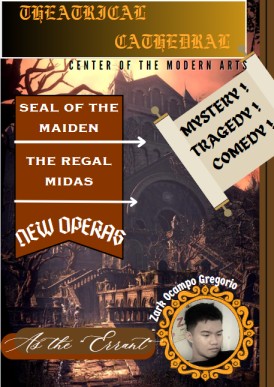 THEATRICAL
CATHEDRAL
CENTER OF THE MODERN ARTS
SEAL OF THE
MAIDEN
MYSTERY !
TRAGEDY !
COMEDY !
THE REGAL
MIDAS
NEW OPERAS
Zark Ocampo Gregorio
As the Errant